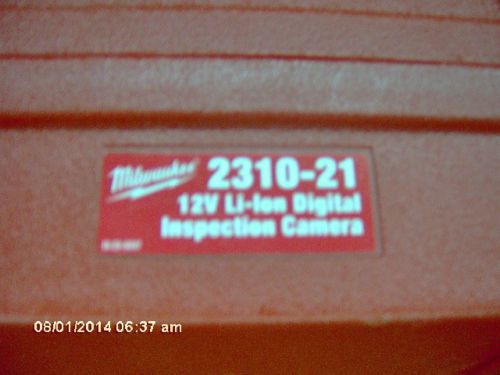 Milwaukee
2310-21
12V Li-Ion Digital
Inspection Camera
08/01/2014 06:37 am